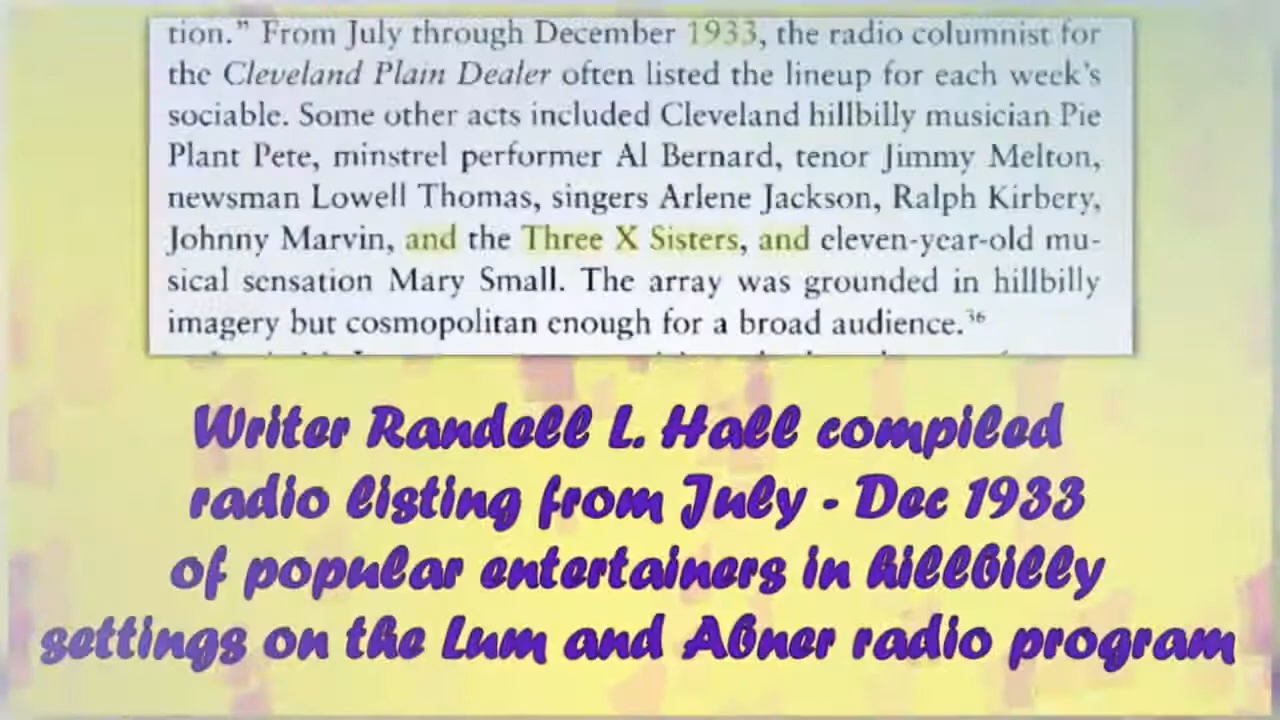 tion.” From July through December 1933, the radio columnist for
the Cleveland Plain Dealer often listed the lineup for each week’s
sociable. Some other acts included Cleveland hillbilly musician Pie
Plant Pete, minstrel performer Al Bernard, tenor Jimmy Melton,
newsman Lowell Thomas, singers Arlene Jackson, Ralph Kirbery,
Johnny Marvin, and the Three X Sisters, and eleven-year-old mu-
sical sensation Mary Small. The array was grounded in hillbilly
imagery but cosmopolitan enough for a broad audience.³⁶
Writer Randell L. Hall compiled
radio listing from July - Dec 1933
of popular entertainers in hillbilly
settings on the Lum and Abner radio program